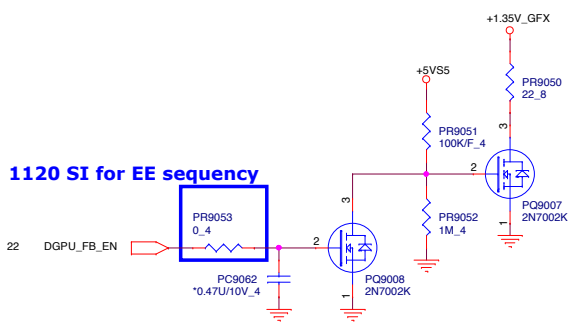 +1.35V_GFX
+5VS5
PR9050
22_8
PR9051
100K/F_4
3
2
1
PQ9007
2N7002K
1120 SI for EE sequency
PR9053
0_4
PR9052
1M_4
22 DGPU_FB_EN
3
2
1
PC9062
*0.47U/10V_4
PQ9008
2N7002K